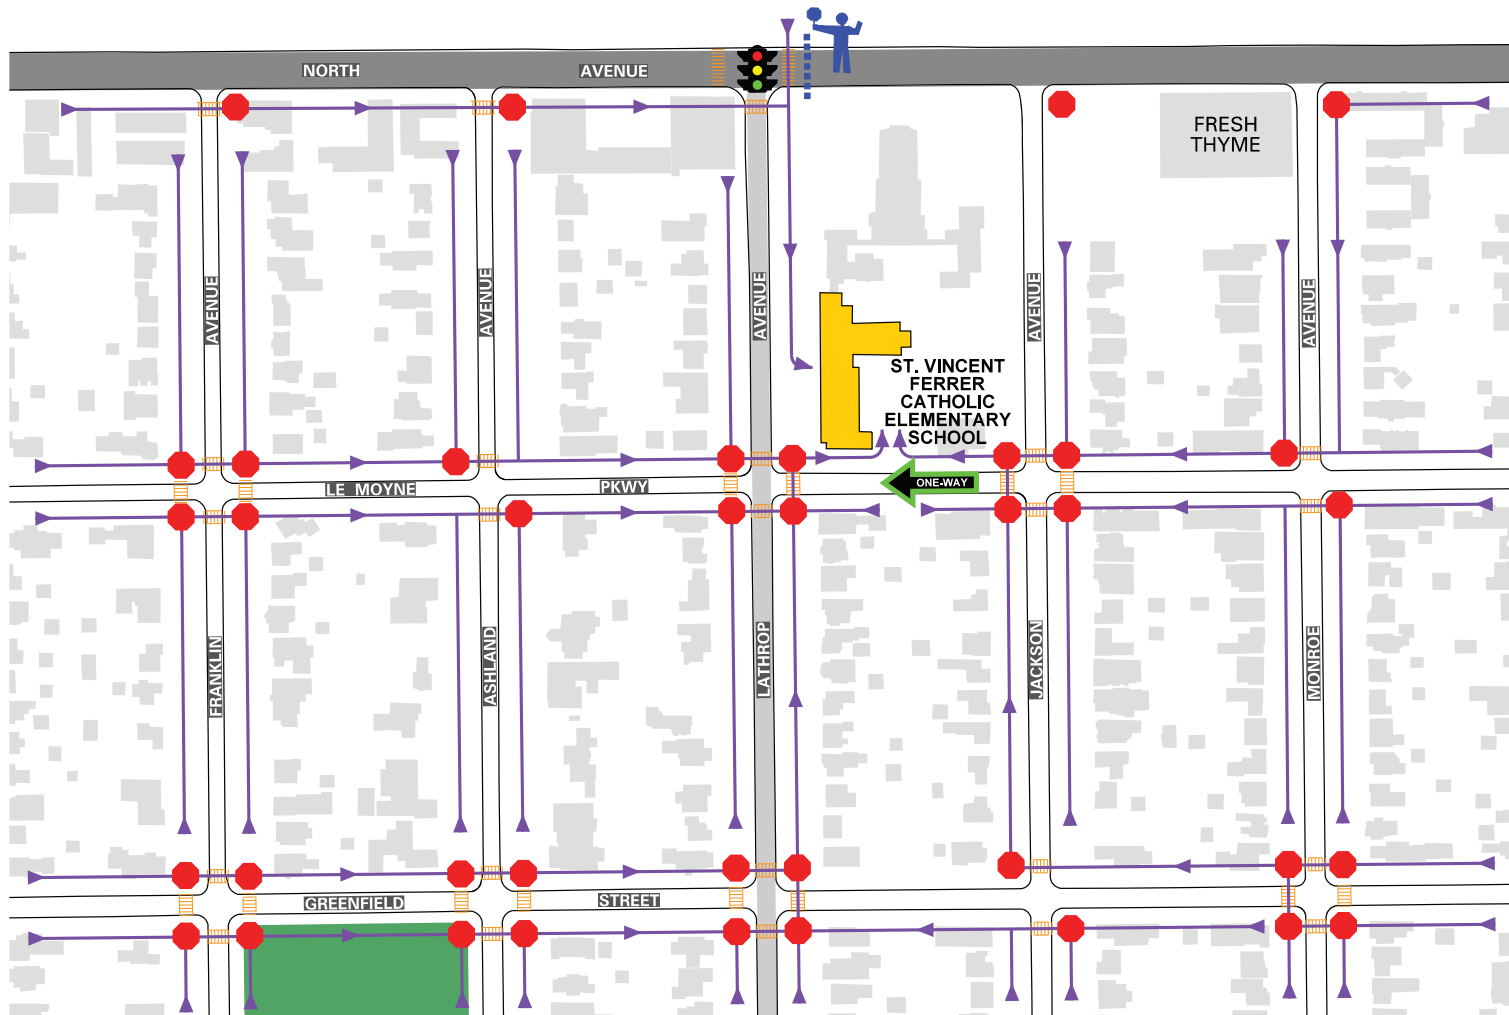 NORTH AVENUE
FRESH
THYME
AVENUE
AVENUE
AVENUE
AVENUE
AVENUE
ST. VINCENT
FERRER
CATHOLIC
ELEMENTARY
SCHOOL
LE MOYNE PKWY
ONE-WAY
FRANKLIN
ASHLAND
LATHROP
JACKSON
MONROE
GREENFIELD STREET